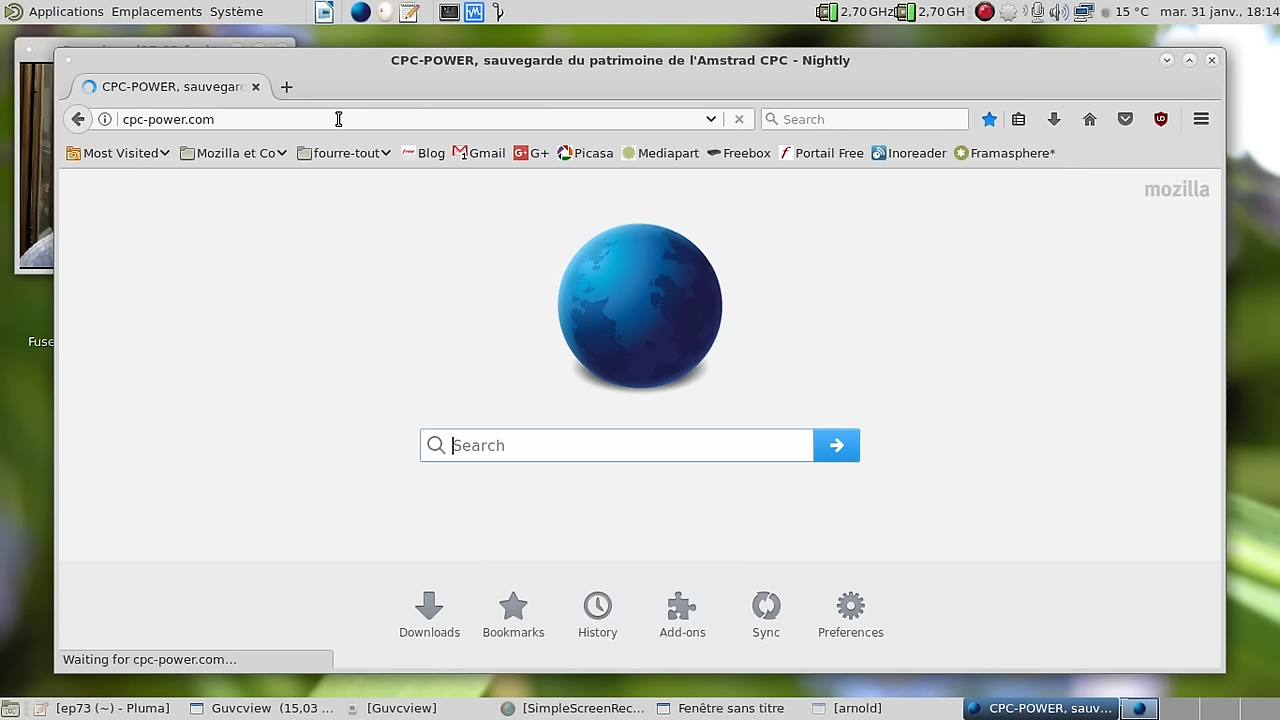 Applications Emplacements Système 2,70 GHz 2,70 GH 15 °C mar. 31 janv., 18:14
CPC-POWER, sauvegarde du patrimoine de l'Amstrad CPC - Nightly
CPC-POWER, sauvegar
cpc-power.com Search
Most Visited Mozilla et Co fourre-tout Blog Gmail G+ Picasa Mediapart Freebox Portail Free Inoreader Framasphere*
mozilla
Fuse
Search
Downloads Bookmarks History Add-ons Sync Preferences
Waiting for cpc-power.com...
[ep73 (~) - Pluma] Guvcview (15,03 ... [Guvcview] [SimpleScreenRec... Fenêtre sans titre [arnold] CPC-POWER, sauv...